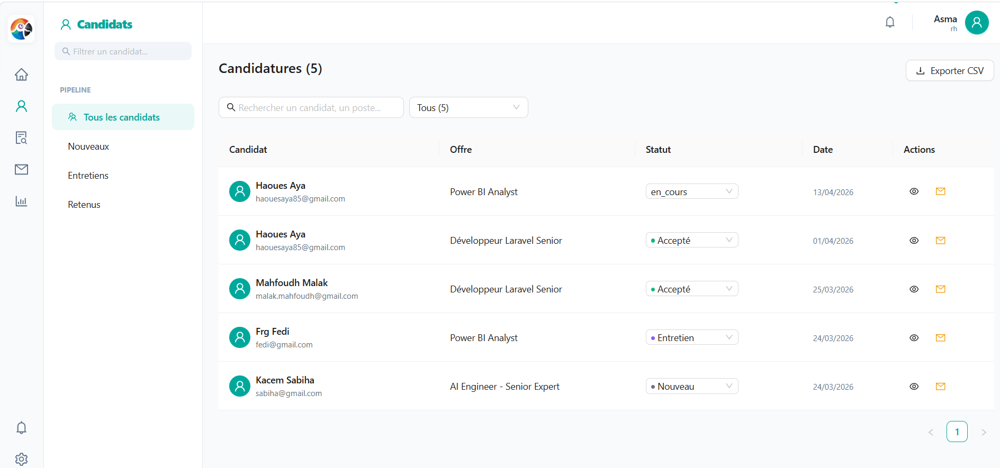 Candidats
Filtrer un candidat...
PIPELINE
Tous les candidats
Nouveaux
Entretiens
Retenus
Asma
rh
Candidatures (5)
Exporter CSV
Rechercher un candidat, un poste...
Tous (5)
Candidat Offre Statut Date Actions
Haoues Aya
haouesaya85@gmail.com
Power BI Analyst
en_cours
13/04/2026
Haoues Aya
haouesaya85@gmail.com
Développeur Laravel Senior
Accepté
01/04/2026
Mahfoudh Malak
malak.mahfoudh@gmail.com
Développeur Laravel Senior
Accepté
25/03/2026
Frg Fedi
fedi@gmail.com
Power BI Analyst
Entretien
24/03/2026
Kacem Sabiha
sabiha@gmail.com
AI Engineer - Senior Expert
Nouveau
24/03/2026
1